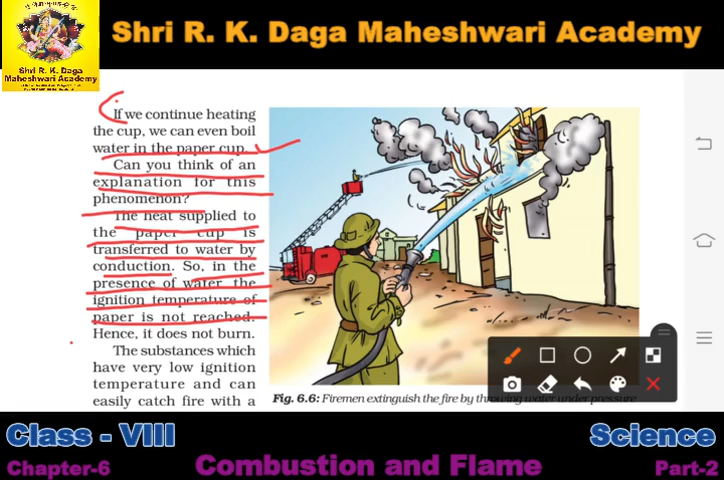 Shri R. K. Daga
Maheshwari Academy
Shri R. K. Daga Maheshwari Academy
If we continue heating
the cup, we can even boil
water in the paper cup.
Can you think of an
explanation for this
phenomenon?
The heat supplied to
the paper cup is
transferred to water by
conduction. So, in the
presence of water, the
ignition temperature of
paper is not reached.
Hence, it does not burn.
The substances which
have very low ignition
temperature and can
easily catch fire with a
Fig. 6.6: Firemen extinguish the fire by throwing water under pressure
Class - VIII
Science
Chapter-6
Combustion and Flame
Part-2